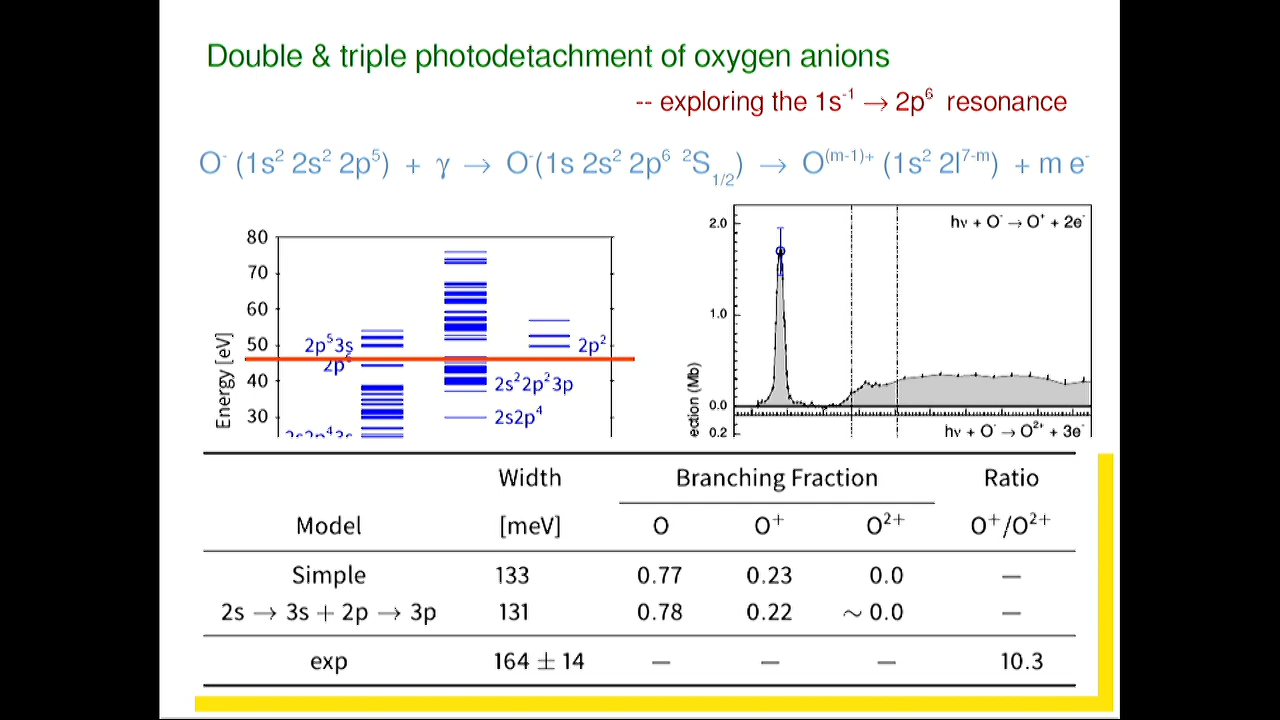 Double & triple photodetachment of oxygen anions
-- exploring the 1s⁻¹ → 2p⁶ resonance
O⁻ (1s² 2s² 2p⁵) + γ → O⁻(1s 2s² 2p⁶ ²S₁/₂) → O⁽ᵐ⁻¹⁾⁺ (1s² 2l⁷⁻ᵐ) + m e⁻
80
70
60
50
40
30
Energy [eV]
2p⁵3s
2s²2p²3p
2s2p⁴
2p²
2.0
1.0
0.0
0.2
ection (Mb)
hν + O⁻ → O⁺ + 2e⁻
hν + O⁻ → O²⁺ + 3e⁻
Width Branching Fraction Ratio
Model [meV] O O⁺ O²⁺ O⁺/O²⁺
Simple 133 0.77 0.23 0.0 —
2s → 3s + 2p → 3p 131 0.78 0.22 ∼ 0.0 —
exp 164 ± 14 — — — 10.3